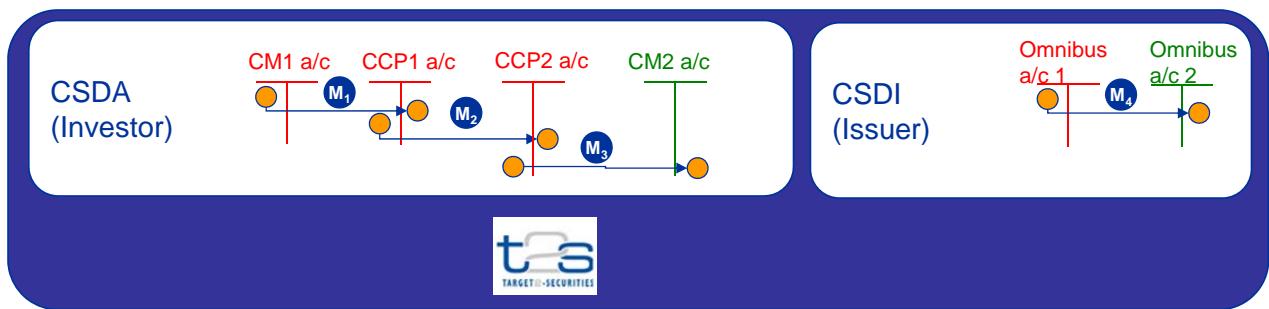 CSDA
(Investor)
CM1 a/c
CCP1 a/c
CCP2 a/c
CM2 a/c
M1
M2
M3
CSDI
(Issuer)
Omnibus
a/c 1
Omnibus
a/c 2
M4
t2s
TARGET2-SECURITIES